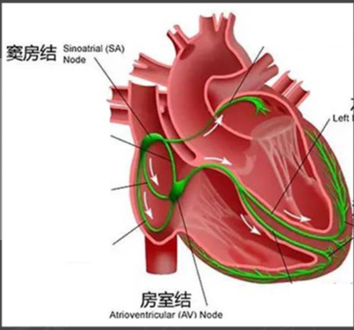 窦房结
Sinoatrial (SA)
Node
Left
房室结
Atrioventricular (AV) Node